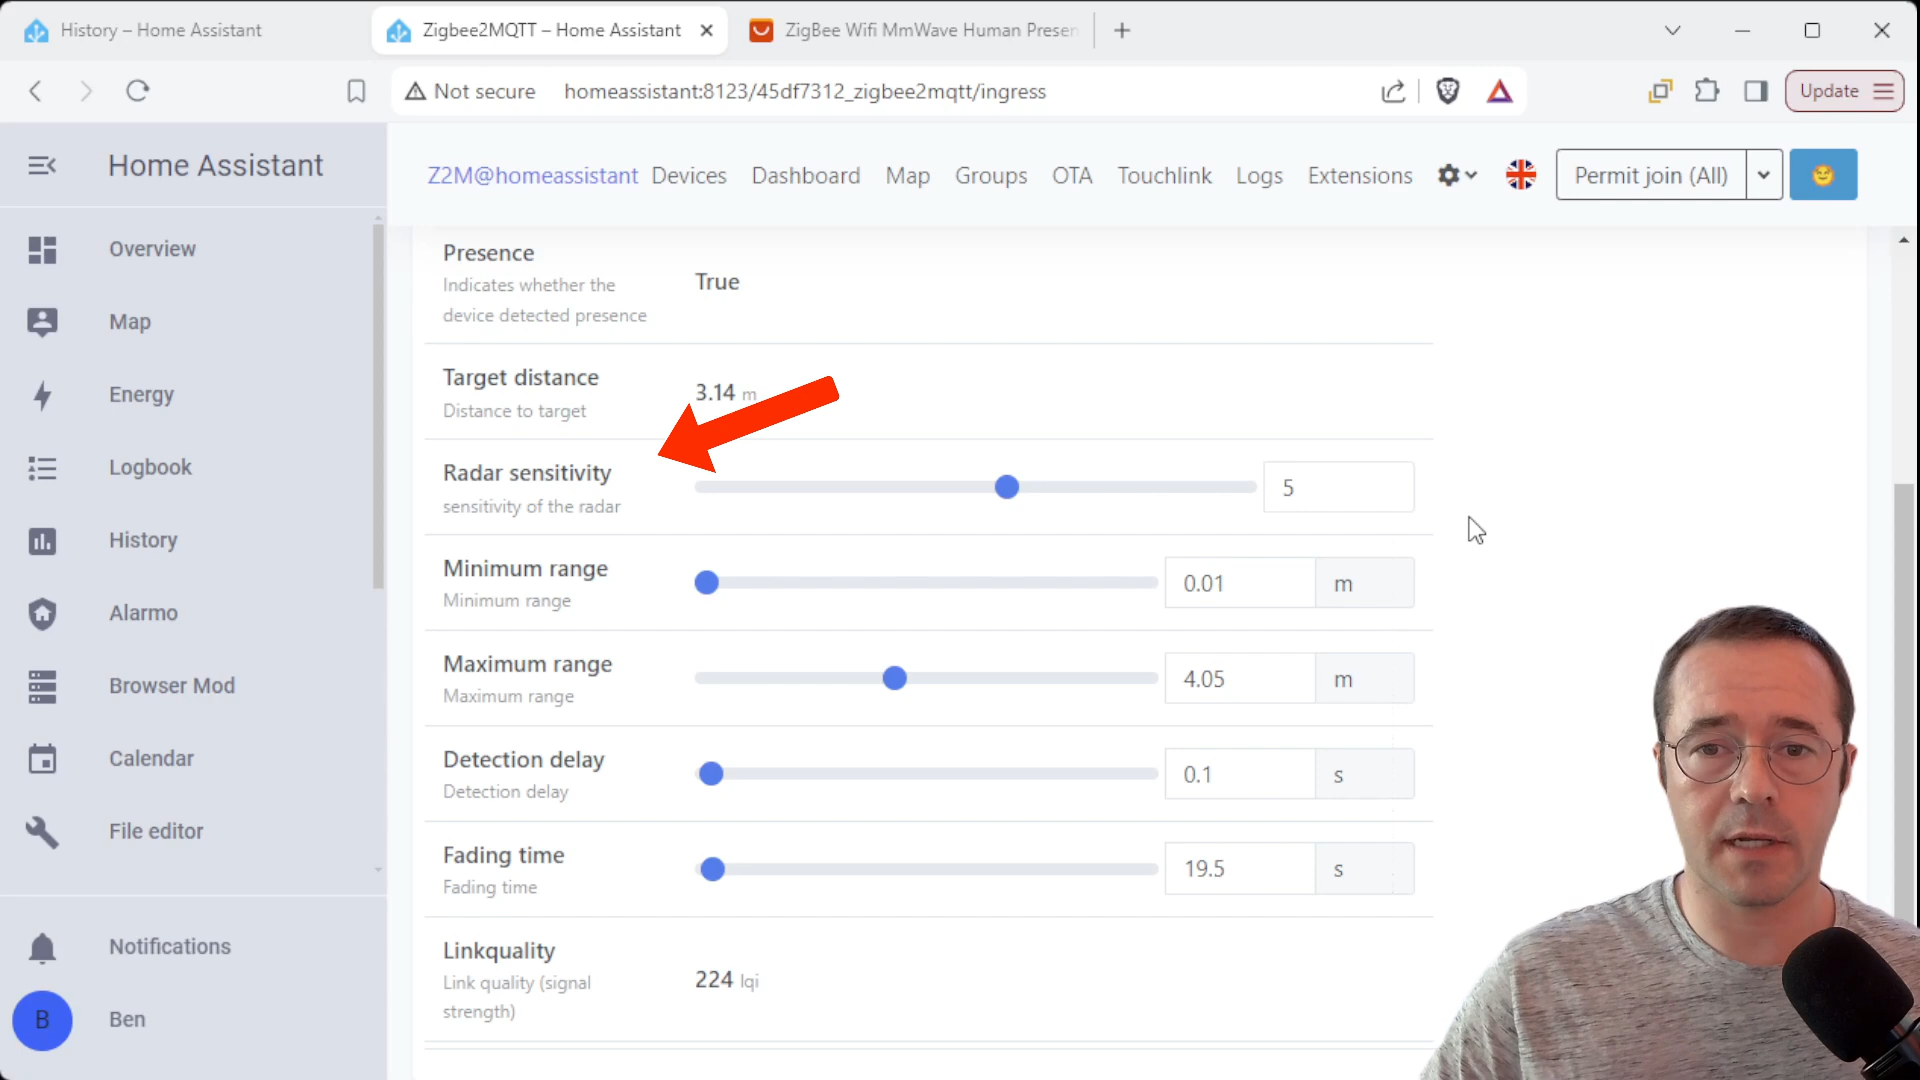 History – Home Assistant
Zigbee2MQTT – Home Assistant
ZigBee Wifi MmWave Human Presen
Not secure
homeassistant:8123/45df7312_zigbee2mqtt/ingress
Update
Home Assistant
Z2M@homeassistant Devices Dashboard Map Groups OTA Touchlink Logs Extensions
Permit join (All)
Overview
Map
Energy
Logbook
History
Alarmo
Browser Mod
Calendar
File editor
Notifications
B
Ben
Presence
Indicates whether the
device detected presence
True
Target distance
Distance to target
3.14 m
Radar sensitivity
sensitivity of the radar
5
Minimum range
Minimum range
0.01 m
Maximum range
Maximum range
4.05 m
Detection delay
Detection delay
0.1 s
Fading time
Fading time
19.5 s
Linkquality
Link quality (signal
strength)
224 lqi